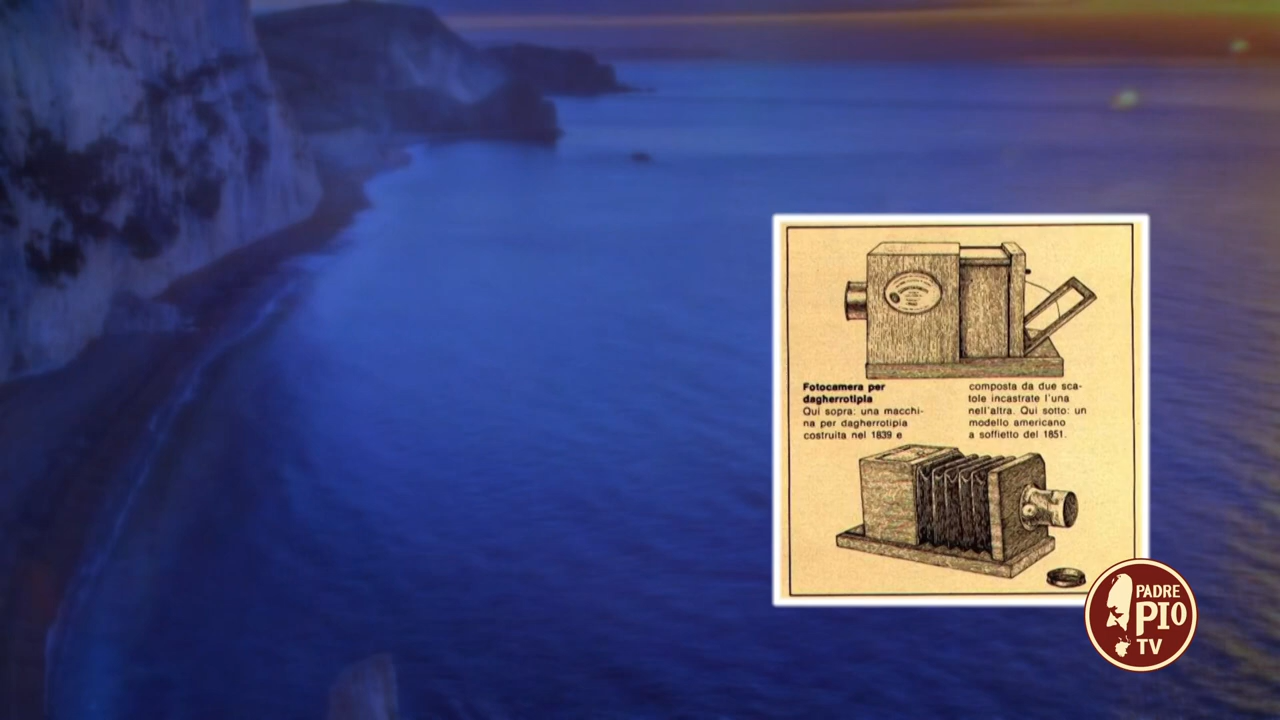 Fotocamera per
dagherrotipia
Qui sopra: una macchi-
na per dagherrotipia
costruita nel 1839 e
composta da due sca-
tole incastrate l'una
nell'altra. Qui sotto: un
modello americano
a soffietto del 1851.
PADRE
PIO
TV